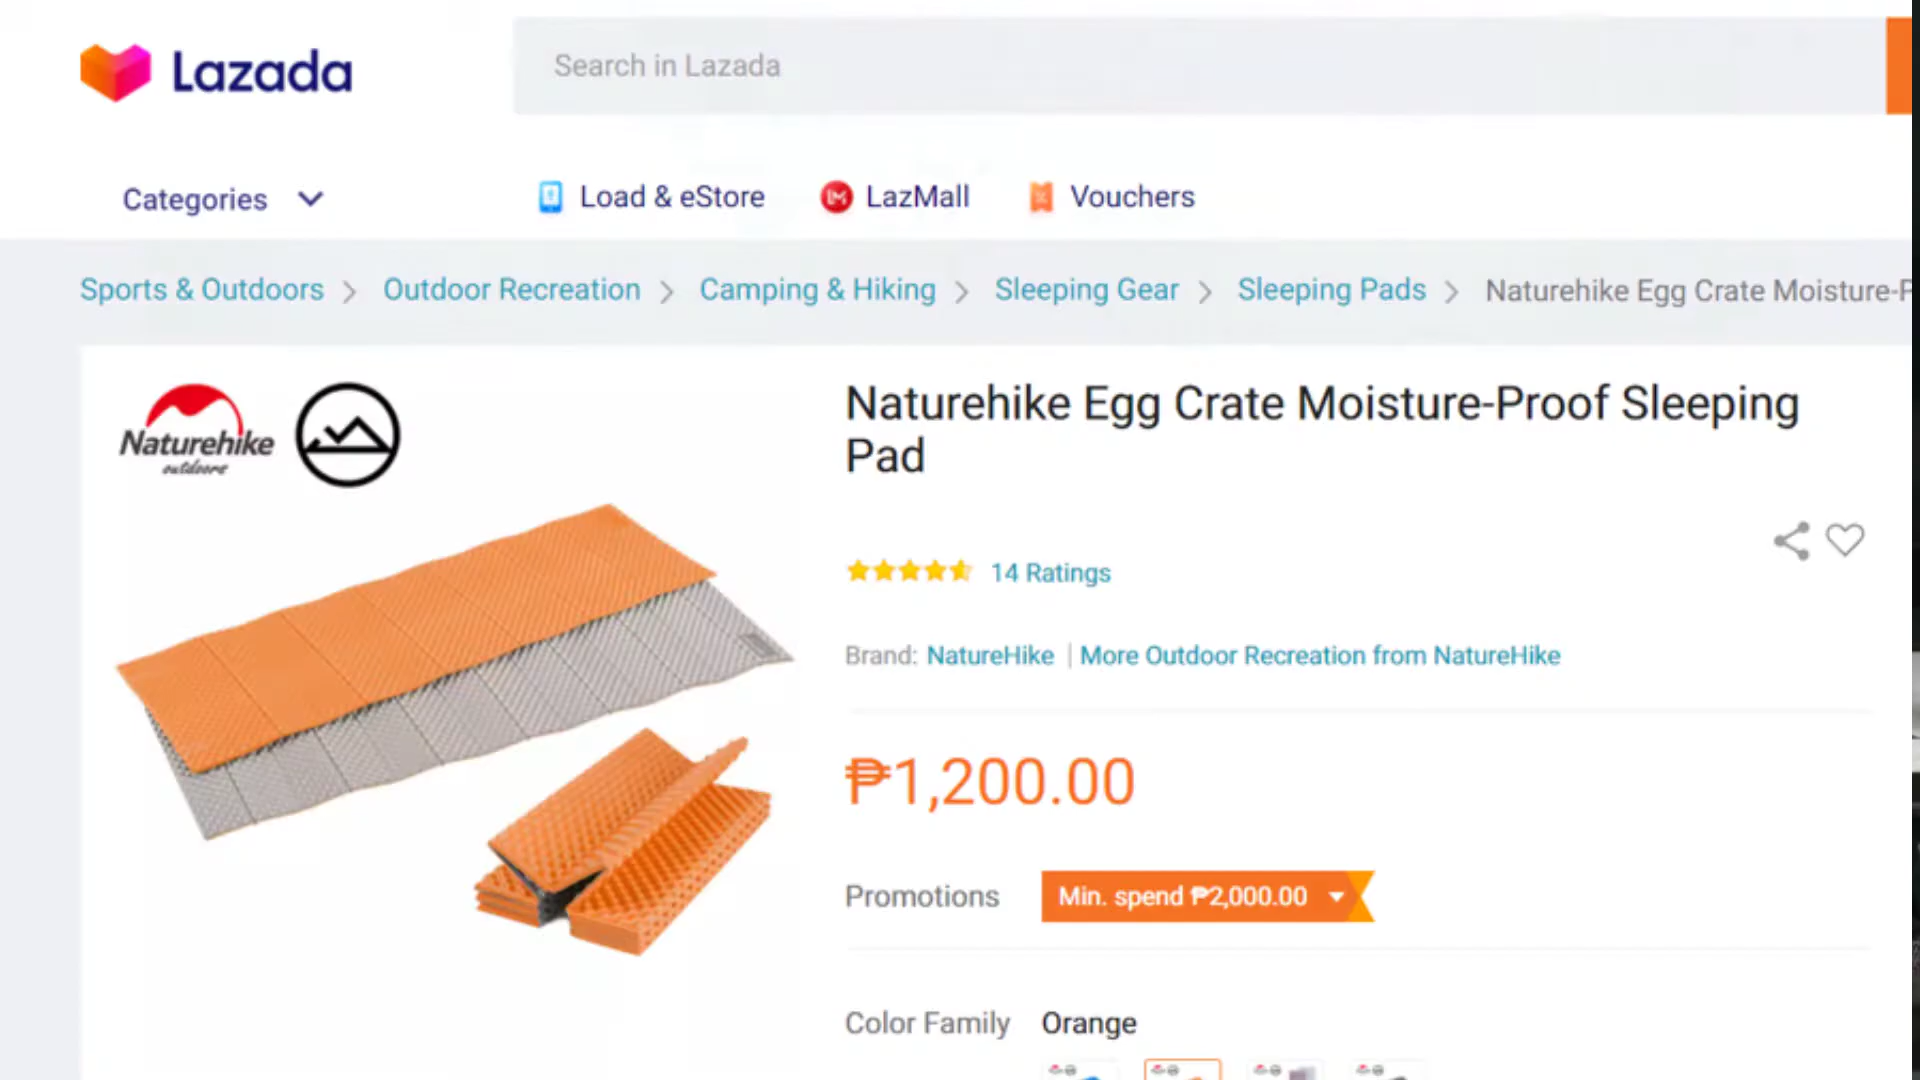 Lazada
Search in Lazada
Categories
Load & eStore
LazMall
Vouchers
Sports & Outdoors
Outdoor Recreation
Camping & Hiking
Sleeping Gear
Sleeping Pads
Naturehike Egg Crate Moisture-P
Naturehike
outdoors
Naturehike Egg Crate Moisture-Proof Sleeping
Pad
14 Ratings
Brand: NatureHike | More Outdoor Recreation from NatureHike
₱1,200.00
Promotions
Min. spend ₱2,000.00
Color Family
Orange